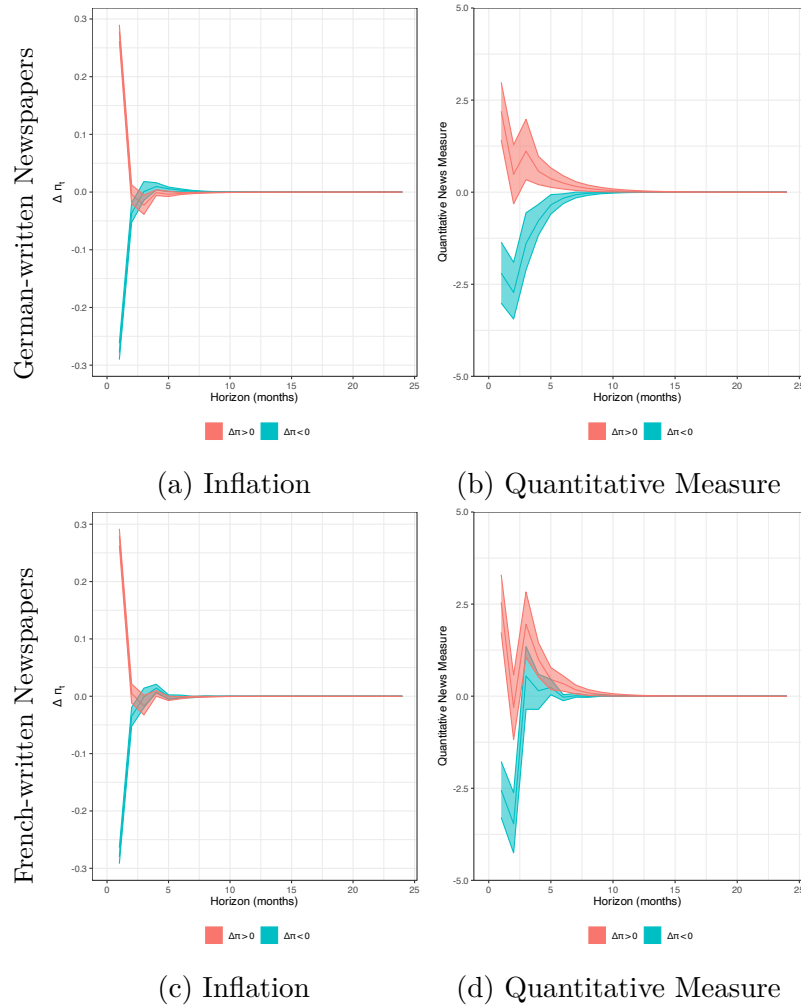 German-written Newspapers
0.3
0.2
0.1
0.0
-0.1
-0.2
-0.3
Δ πₜ
0 5 10 15 20 25
Horizon (months)
Δπ>0 Δπ<0
(a) Inflation
5.0
2.5
0.0
-2.5
-5.0
Quantitative News Measure
0 5 10 15 20 25
Horizon (months)
Δπ>0 Δπ<0
(b) Quantitative Measure
French-written Newspapers
0.3
0.2
0.1
0.0
-0.1
-0.2
-0.3
Δ πₜ
0 5 10 15 20 25
Horizon (months)
Δπ>0 Δπ<0
(c) Inflation
5.0
2.5
0.0
-2.5
-5.0
Quantitative News Measure
0 5 10 15 20 25
Horizon (months)
Δπ>0 Δπ<0
(d) Quantitative Measure